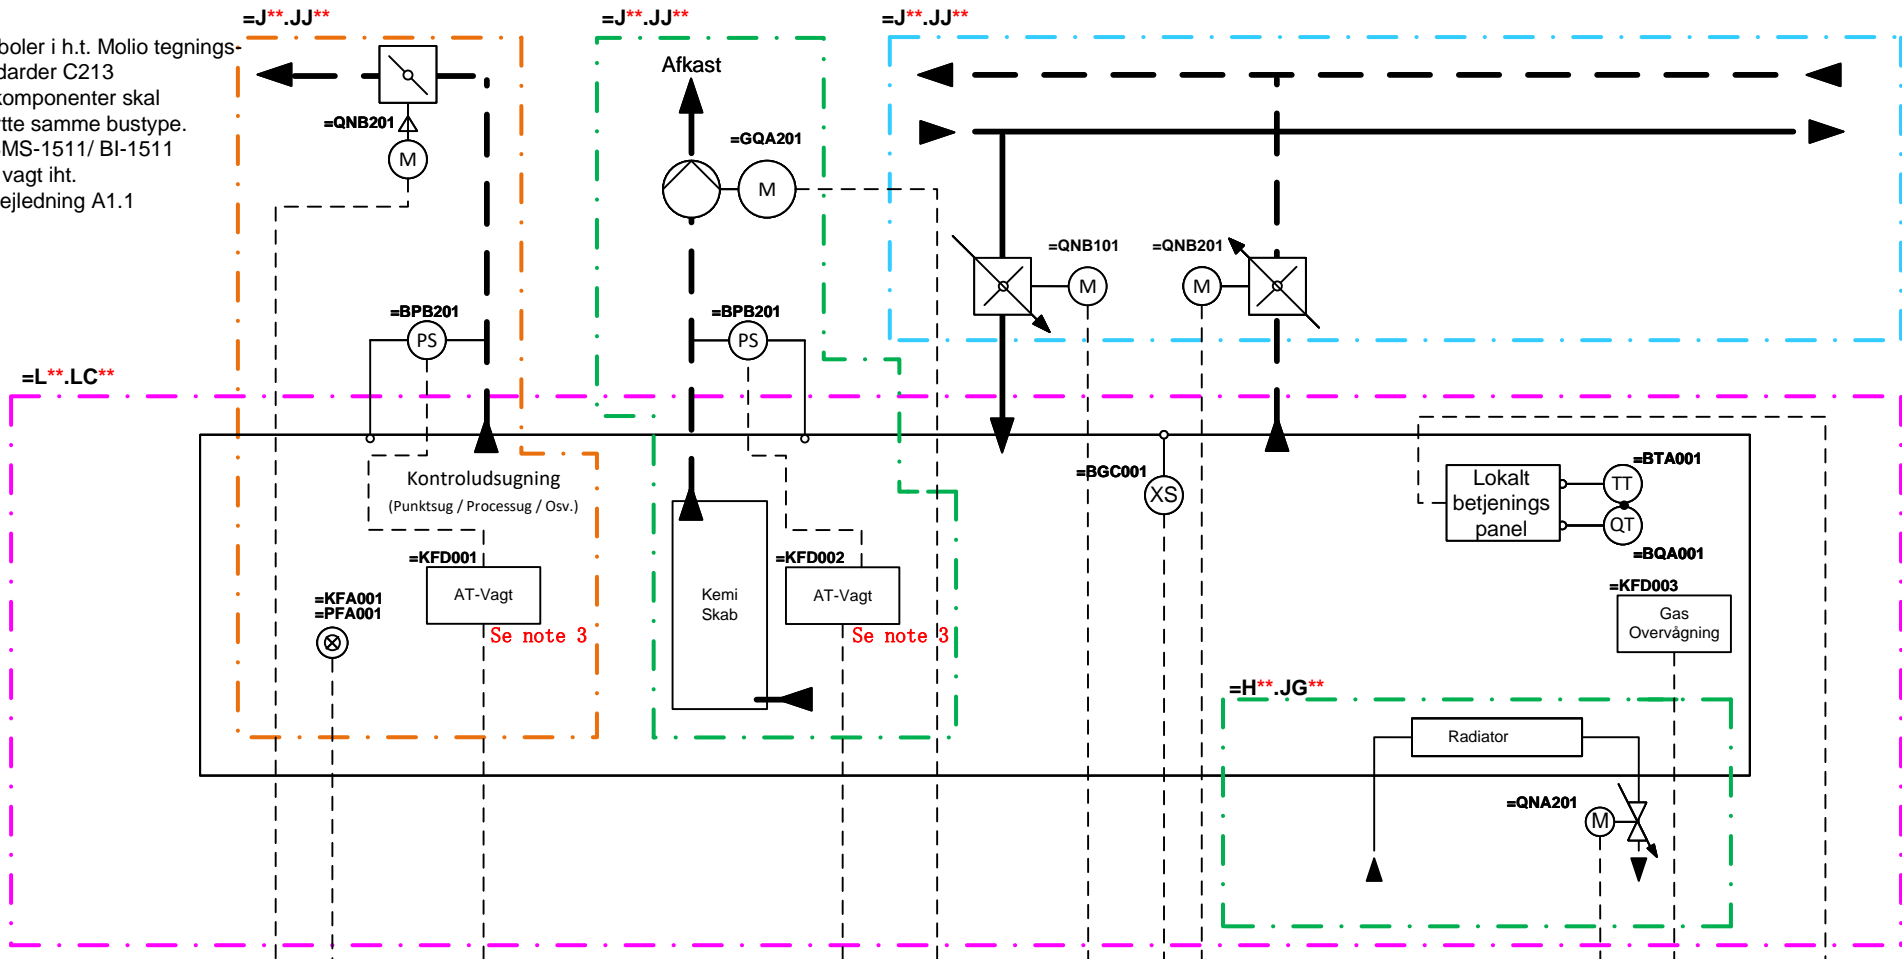 =J**.JJ**
=J**.JJ**
=J**.JJ**
boler i h.t. Molio tegnings-
darder C213
komponenter skal
tte samme bustype.
MS-1511/ BI-1511
vagt iht.
ejledning A1.1
=QNB201
M
Afkast
=GQA201
M
=QNB101
M
=QNB201
M
=BPB201
PS
=BPB201
PS
=L**.LC**
Kontroludsugning
(Punktsug / Processug / Osv.)
=KFD001
AT-Vagt
Se note 3
=KFA001
=PFA001
Kemi
Skab
=KFD002
AT-Vagt
Se note 3
=BGC001
XS
Lokalt
betjenings
panel
=BTA001
TT
QT
=BQA001
=KFD003
Gas
Overvågning
=H**.JG**
Radiator
=QNA201
M